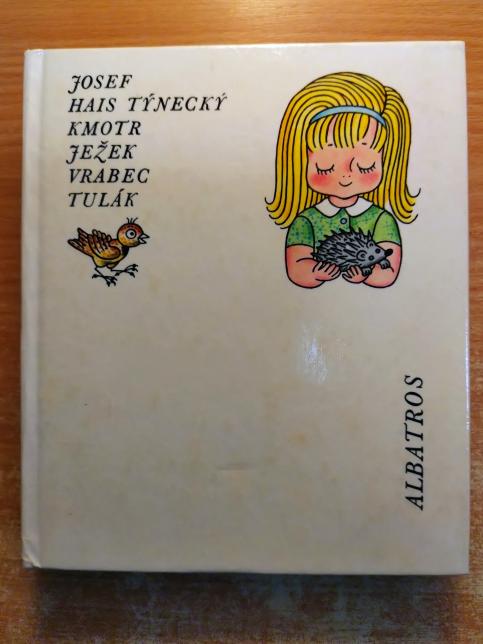 JOSEF
HAIS TÝNECKÝ
KMOTR
JEŽEK
VRABEC
TULÁK
ALBATROS